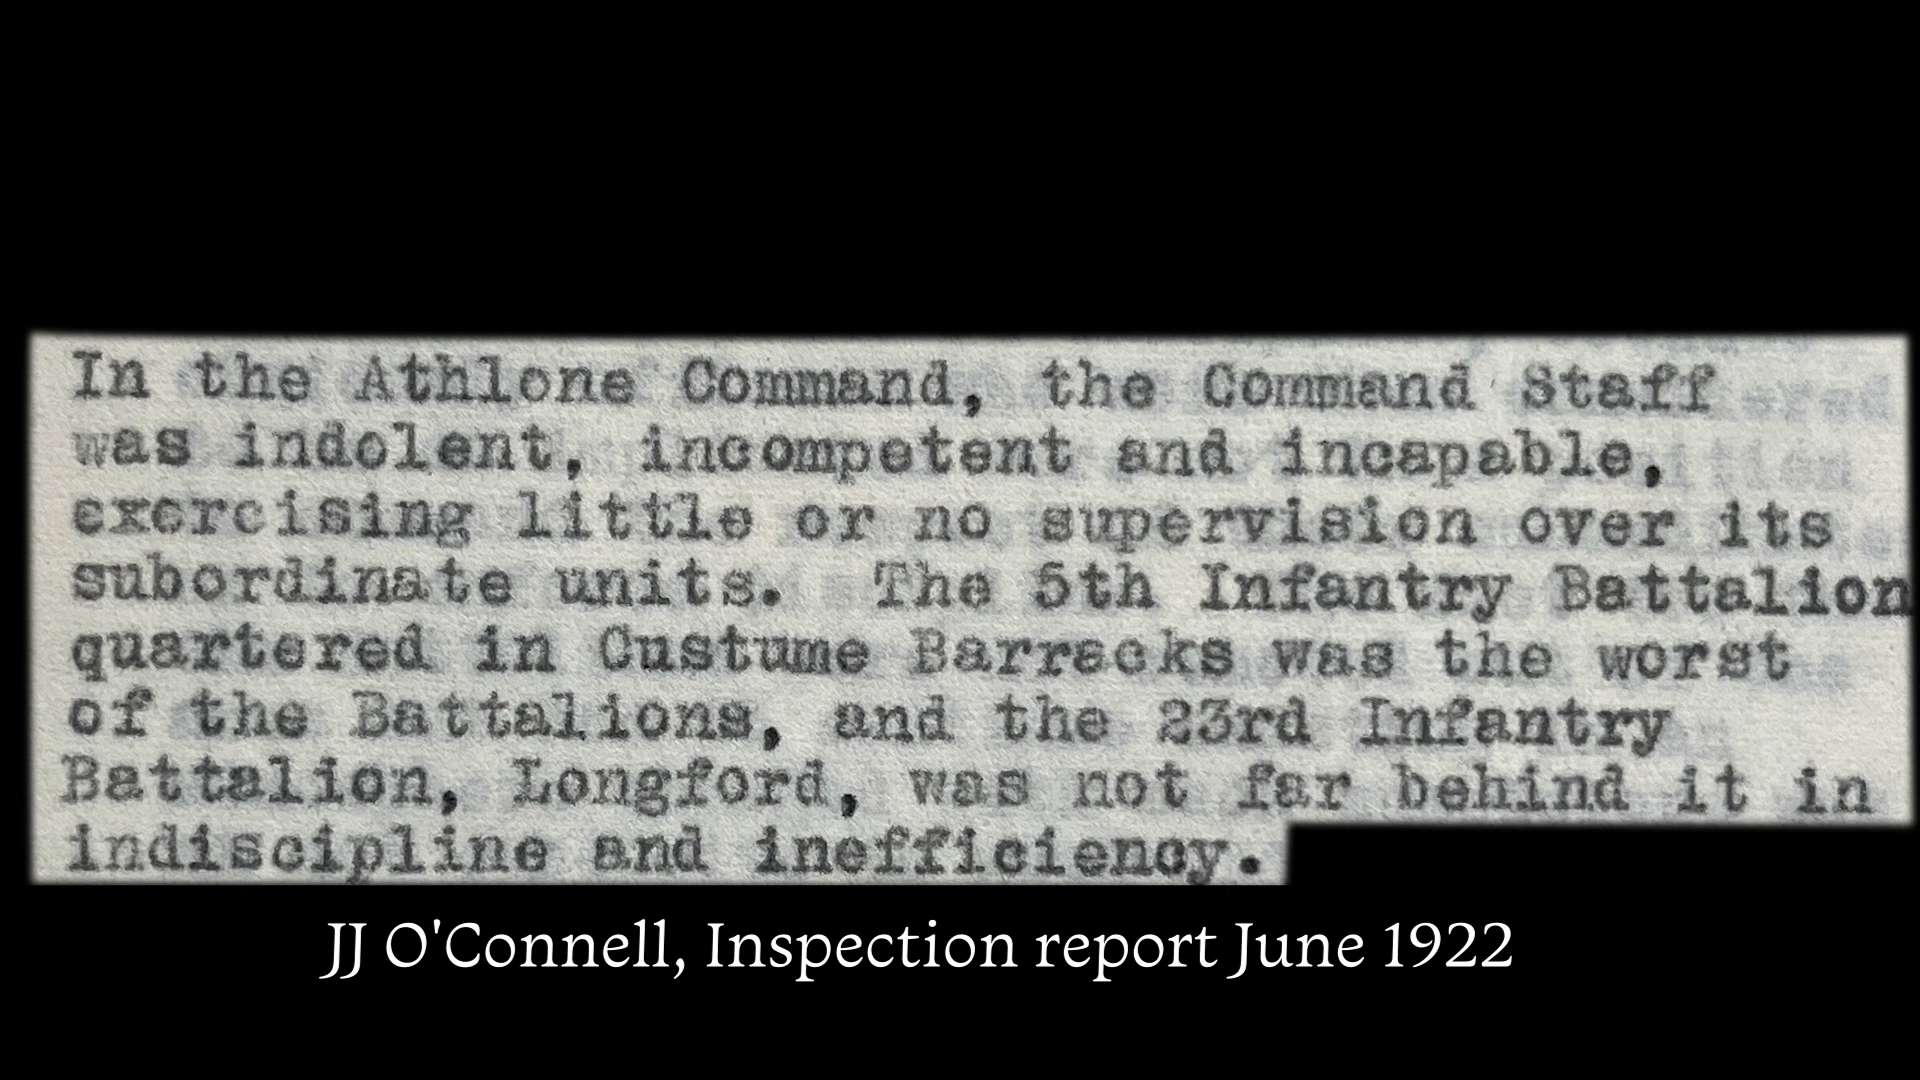 In the Athlone Command, the Command Staff
was indolent, incompetent and incapable,
exercising little or no supervision over its
subordinate units. The 5th Infantry Battalion
quartered in Custume Barracks was the worst
of the Battalions, and the 23rd Infantry
Battalion, Longford, was not far behind it in
indiscipline and inefficiency.
JJ O'Connell, Inspection report June 1922